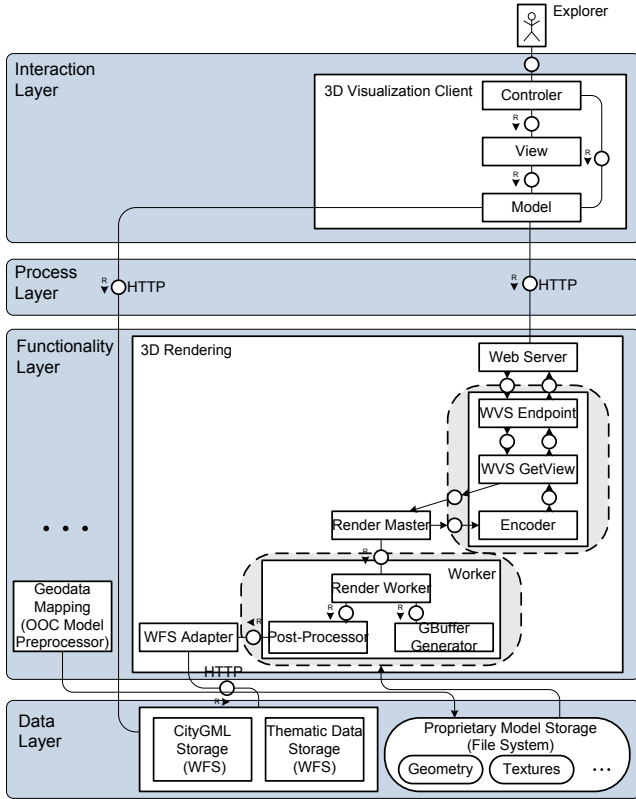 Explorer
Interaction
Layer
3D Visualization Client
Controler
R
R
View
R
Model
Process
Layer
R
HTTP
R
HTTP
Functionality
Layer
3D Rendering
Web Server
WVS Endpoint
WVS GetView
Render Master
Encoder
R
Worker
Render Worker
Geodata
Mapping
(OOC Model
Preprocessor)
R
R
R
WFS Adapter
Post-Processor
GBuffer
Generator
HTTP
R
Data
Layer
CityGML
Storage
(WFS)
Thematic Data
Storage
(WFS)
Proprietary Model Storage
(File System)
Geometry
Textures
...